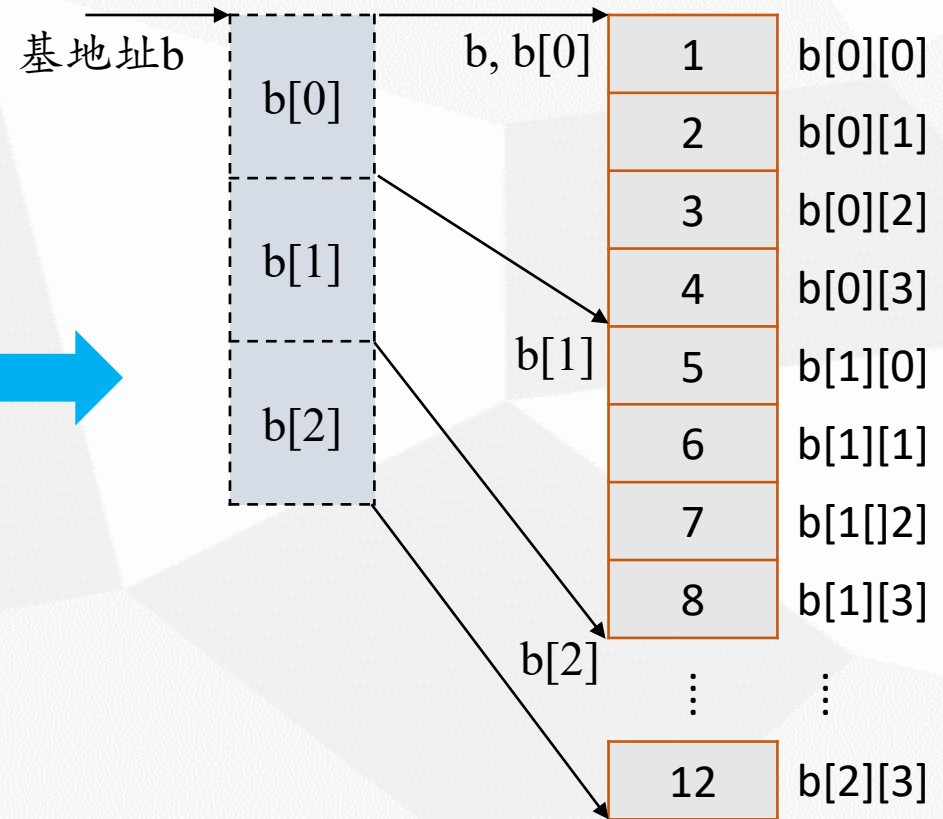 基地址b
b[0]
b[1]
b[2]
b, b[0]
1 b[0][0]
2 b[0][1]
3 b[0][2]
4 b[0][3]
b[1]
5 b[1][0]
6 b[1][1]
7 b[1[]2]
8 b[1][3]
b[2]
⋮ ⋮
12 b[2][3]